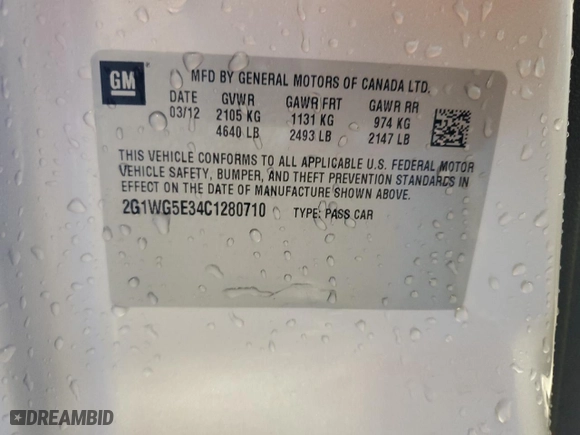 GM
MFD BY GENERAL MOTORS OF CANADA LTD.
DATE GVWR GAWR FRT GAWR RR
03/12 2105 KG 1131 KG 974 KG
4640 LB 2493 LB 2147 LB
THIS VEHICLE CONFORMS TO ALL APPLICABLE U.S. FEDERAL MOTOR
VEHICLE SAFETY, BUMPER, AND THEFT PREVENTION STANDARDS IN
EFFECT ON THE DATE OF MANUFACTURE SHOWN ABOVE.
2G1WG5E34C1280710 TYPE: PASS CAR
DREAMBID